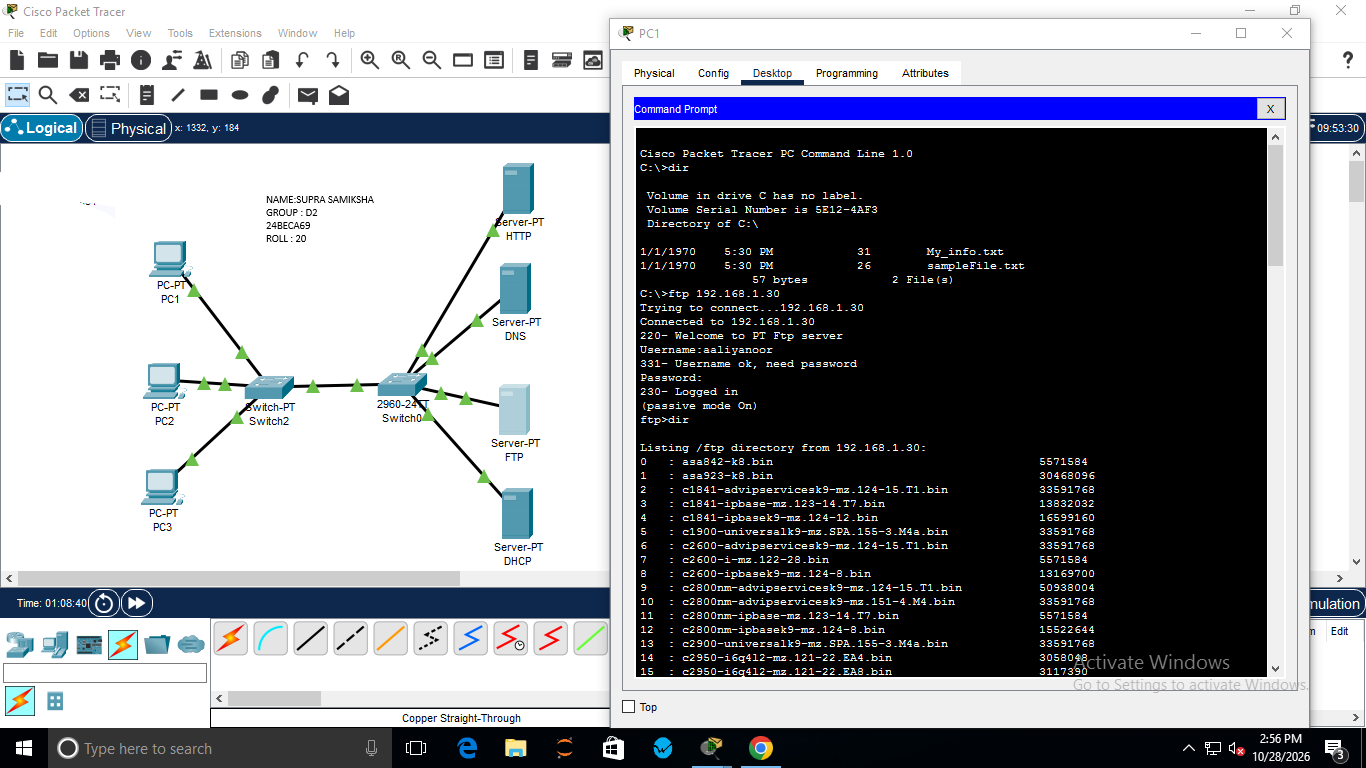 Cisco Packet Tracer
File Edit Options View Tools Extensions Window Help
Logical Physical x: 1332, y: 184
09:53:30
NAME:SUPRA SAMIKSHA
GROUP : D2
24BECA69
ROLL : 20
PC-PT
PC1
PC-PT
PC2
PC-PT
PC3
Switch-PT
Switch2
2960-24TT
Switch0
Server-PT
HTTP
Server-PT
DNS
Server-PT
FTP
Server-PT
DHCP
Time: 01:08:40
Copper Straight-Through
PC1
Physical Config Desktop Programming Attributes
Command Prompt X
Cisco Packet Tracer PC Command Line 1.0
C:\>dir
Volume in drive C has no label.
Volume Serial Number is 5E12-4AF3
Directory of C:\
1/1/1970 5:30 PM 31 My_info.txt
1/1/1970 5:30 PM 26 sampleFile.txt
57 bytes 2 File(s)
C:\>ftp 192.168.1.30
Trying to connect...192.168.1.30
Connected to 192.168.1.30
220- Welcome to PT Ftp server
Username:aaliyanoor
331- Username ok, need password
Password:
230- Logged in
(passive mode On)
ftp>dir
Listing /ftp directory from 192.168.1.30:
0 : asa842-k8.bin 5571584
1 : asa923-k8.bin 30468096
2 : c1841-advipservicesk9-mz.124-15.T1.bin 33591768
3 : c1841-ipbase-mz.123-14.T7.bin 13832032
4 : c1841-ipbasek9-mz.124-12.bin 16599160
5 : c1900-universalk9-mz.SPA.155-3.M4a.bin 33591768
6 : c2600-advipservicesk9-mz.124-15.T1.bin 33591768
7 : c2600-i-mz.122-28.bin 5571584
8 : c2600-ipbasek9-mz.124-8.bin 13169700
9 : c2800nm-advipservicesk9-mz.124-15.T1.bin 50938004
10 : c2800nm-advipservicesk9-mz.151-4.M4.bin 33591768
11 : c2800nm-ipbase-mz.123-14.T7.bin 5571584
12 : c2800nm-ipbasek9-mz.124-8.bin 15522644
13 : c2900-universalk9-mz.SPA.155-3.M4a.bin 33591768
14 : c2950-i6q4l2-mz.121-22.EA4.bin 3058048
15 : c2950-i6q4l2-mz.121-22.EA8.bin 3117390
Top
Edit
Activate Windows
Go to Settings to activate Windows.
Type here to search
2:56 PM
10/28/2026
3